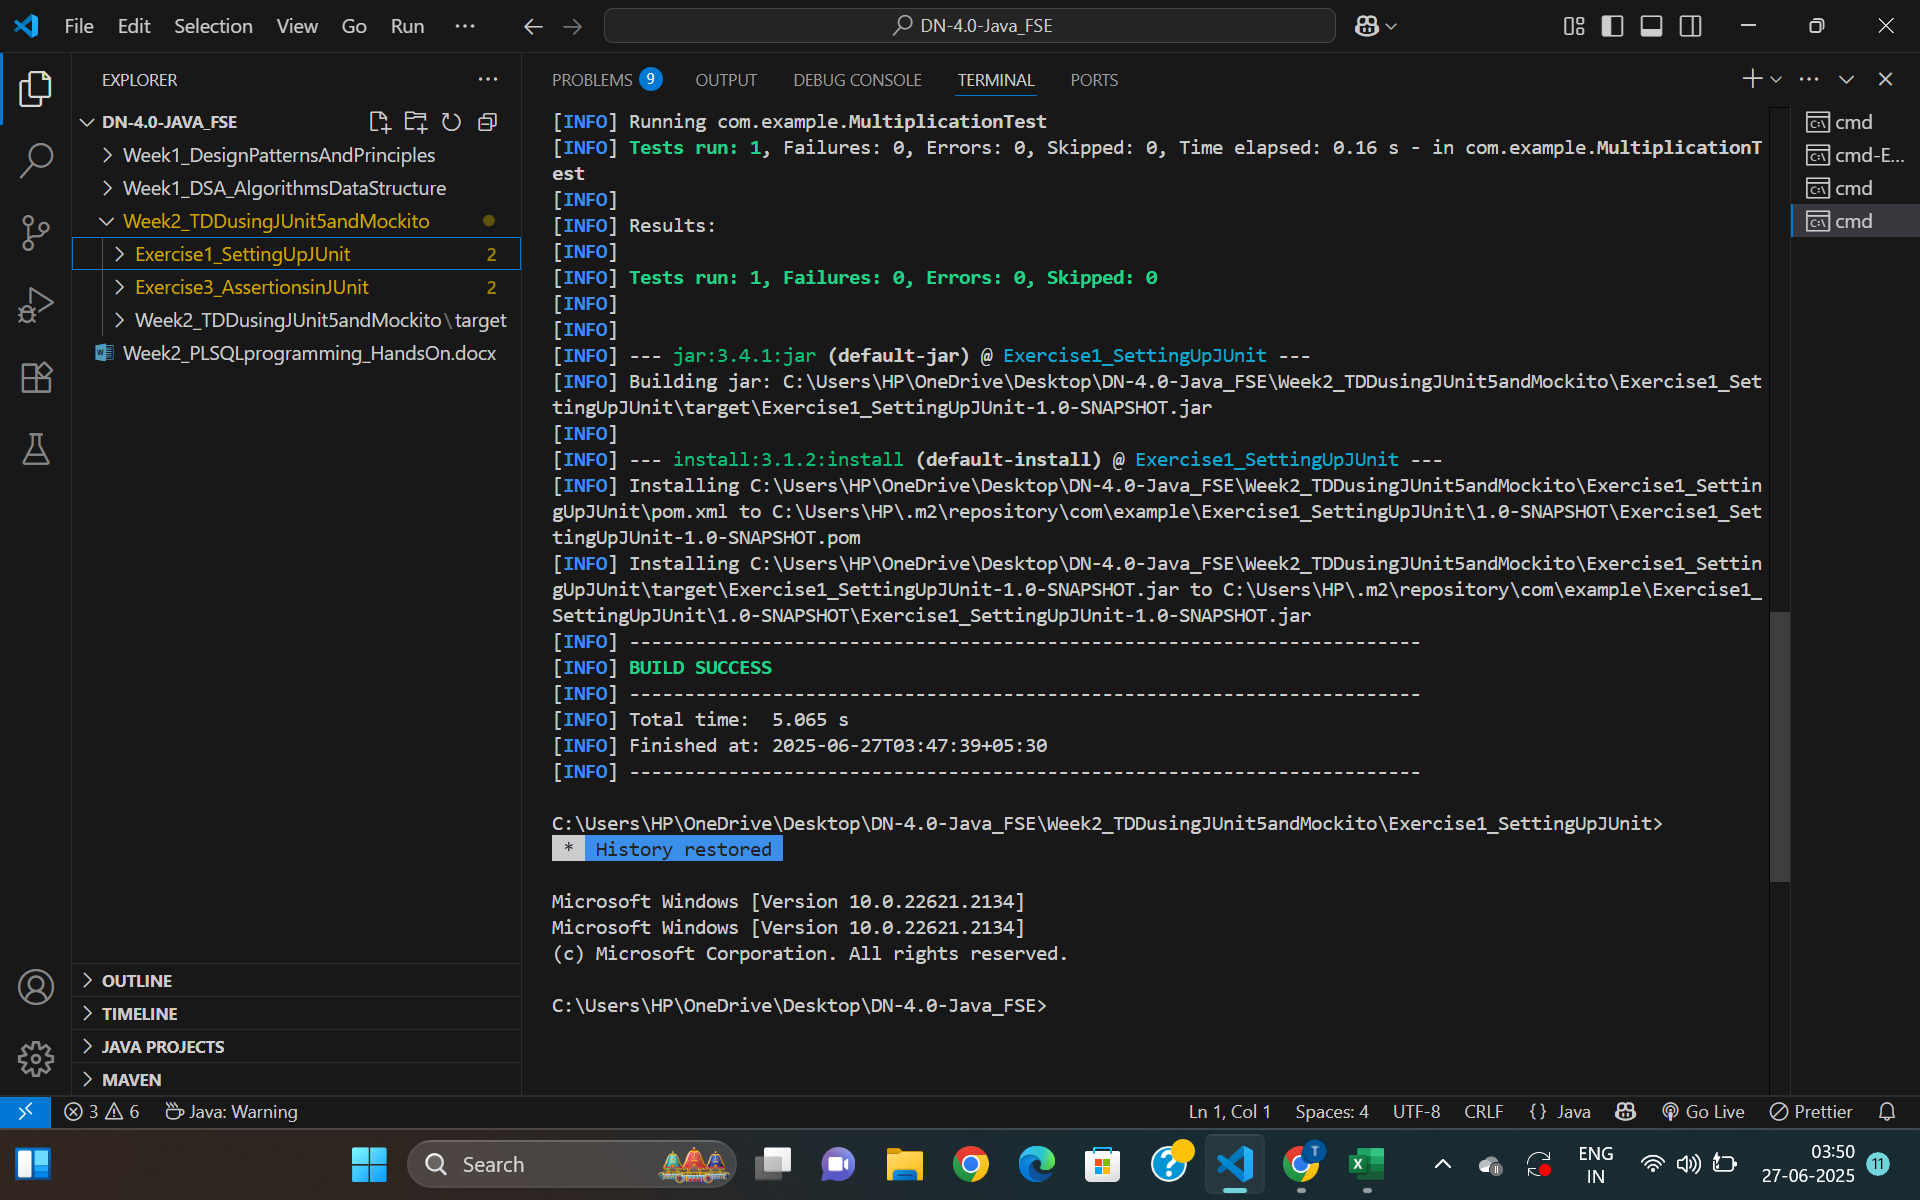 File Edit Selection View Go Run ···
DN-4.0-Java_FSE
EXPLORER
DN-4.0-JAVA_FSE
Week1_DesignPatternsAndPrinciples
Week1_DSA_AlgorithmsDataStructure
Week2_TDDusingJUnit5andMockito
Exercise1_SettingUpJUnit 2
Exercise3_AssertionsinJUnit 2
Week2_TDDusingJUnit5andMockito\target
Week2_PLSQLprogramming_HandsOn.docx
OUTLINE
TIMELINE
JAVA PROJECTS
MAVEN
PROBLEMS 9 OUTPUT DEBUG CONSOLE TERMINAL PORTS
[INFO] Running com.example.MultiplicationTest
[INFO] Tests run: 1, Failures: 0, Errors: 0, Skipped: 0, Time elapsed: 0.16 s - in com.example.MultiplicationT
est
[INFO]
[INFO] Results:
[INFO]
[INFO] Tests run: 1, Failures: 0, Errors: 0, Skipped: 0
[INFO]
[INFO]
[INFO] --- jar:3.4.1:jar (default-jar) @ Exercise1_SettingUpJUnit ---
[INFO] Building jar: C:\Users\HP\OneDrive\Desktop\DN-4.0-Java_FSE\Week2_TDDusingJUnit5andMockito\Exercise1_Set
tingUpJUnit\target\Exercise1_SettingUpJUnit-1.0-SNAPSHOT.jar
[INFO]
[INFO] --- install:3.1.2:install (default-install) @ Exercise1_SettingUpJUnit ---
[INFO] Installing C:\Users\HP\OneDrive\Desktop\DN-4.0-Java_FSE\Week2_TDDusingJUnit5andMockito\Exercise1_Settin
gUpJUnit\pom.xml to C:\Users\HP\.m2\repository\com\example\Exercise1_SettingUpJUnit\1.0-SNAPSHOT\Exercise1_Set
tingUpJUnit-1.0-SNAPSHOT.pom
[INFO] Installing C:\Users\HP\OneDrive\Desktop\DN-4.0-Java_FSE\Week2_TDDusingJUnit5andMockito\Exercise1_Settin
gUpJUnit\target\Exercise1_SettingUpJUnit-1.0-SNAPSHOT.jar to C:\Users\HP\.m2\repository\com\example\Exercise1_
SettingUpJUnit\1.0-SNAPSHOT\Exercise1_SettingUpJUnit-1.0-SNAPSHOT.jar
[INFO] ------------------------------------------------------------------------
[INFO] BUILD SUCCESS
[INFO] ------------------------------------------------------------------------
[INFO] Total time:  5.065 s
[INFO] Finished at: 2025-06-27T03:47:39+05:30
[INFO] ------------------------------------------------------------------------
C:\Users\HP\OneDrive\Desktop\DN-4.0-Java_FSE\Week2_TDDusingJUnit5andMockito\Exercise1_SettingUpJUnit>
* History restored
Microsoft Windows [Version 10.0.22621.2134]
Microsoft Windows [Version 10.0.22621.2134]
(c) Microsoft Corporation. All rights reserved.
C:\Users\HP\OneDrive\Desktop\DN-4.0-Java_FSE>
cmd
cmd-E...
cmd
cmd
3 6 Java: Warning Ln 1, Col 1 Spaces: 4 UTF-8 CRLF {} Java Go Live Prettier
Search
ENG
IN
03:50
27-06-2025
11